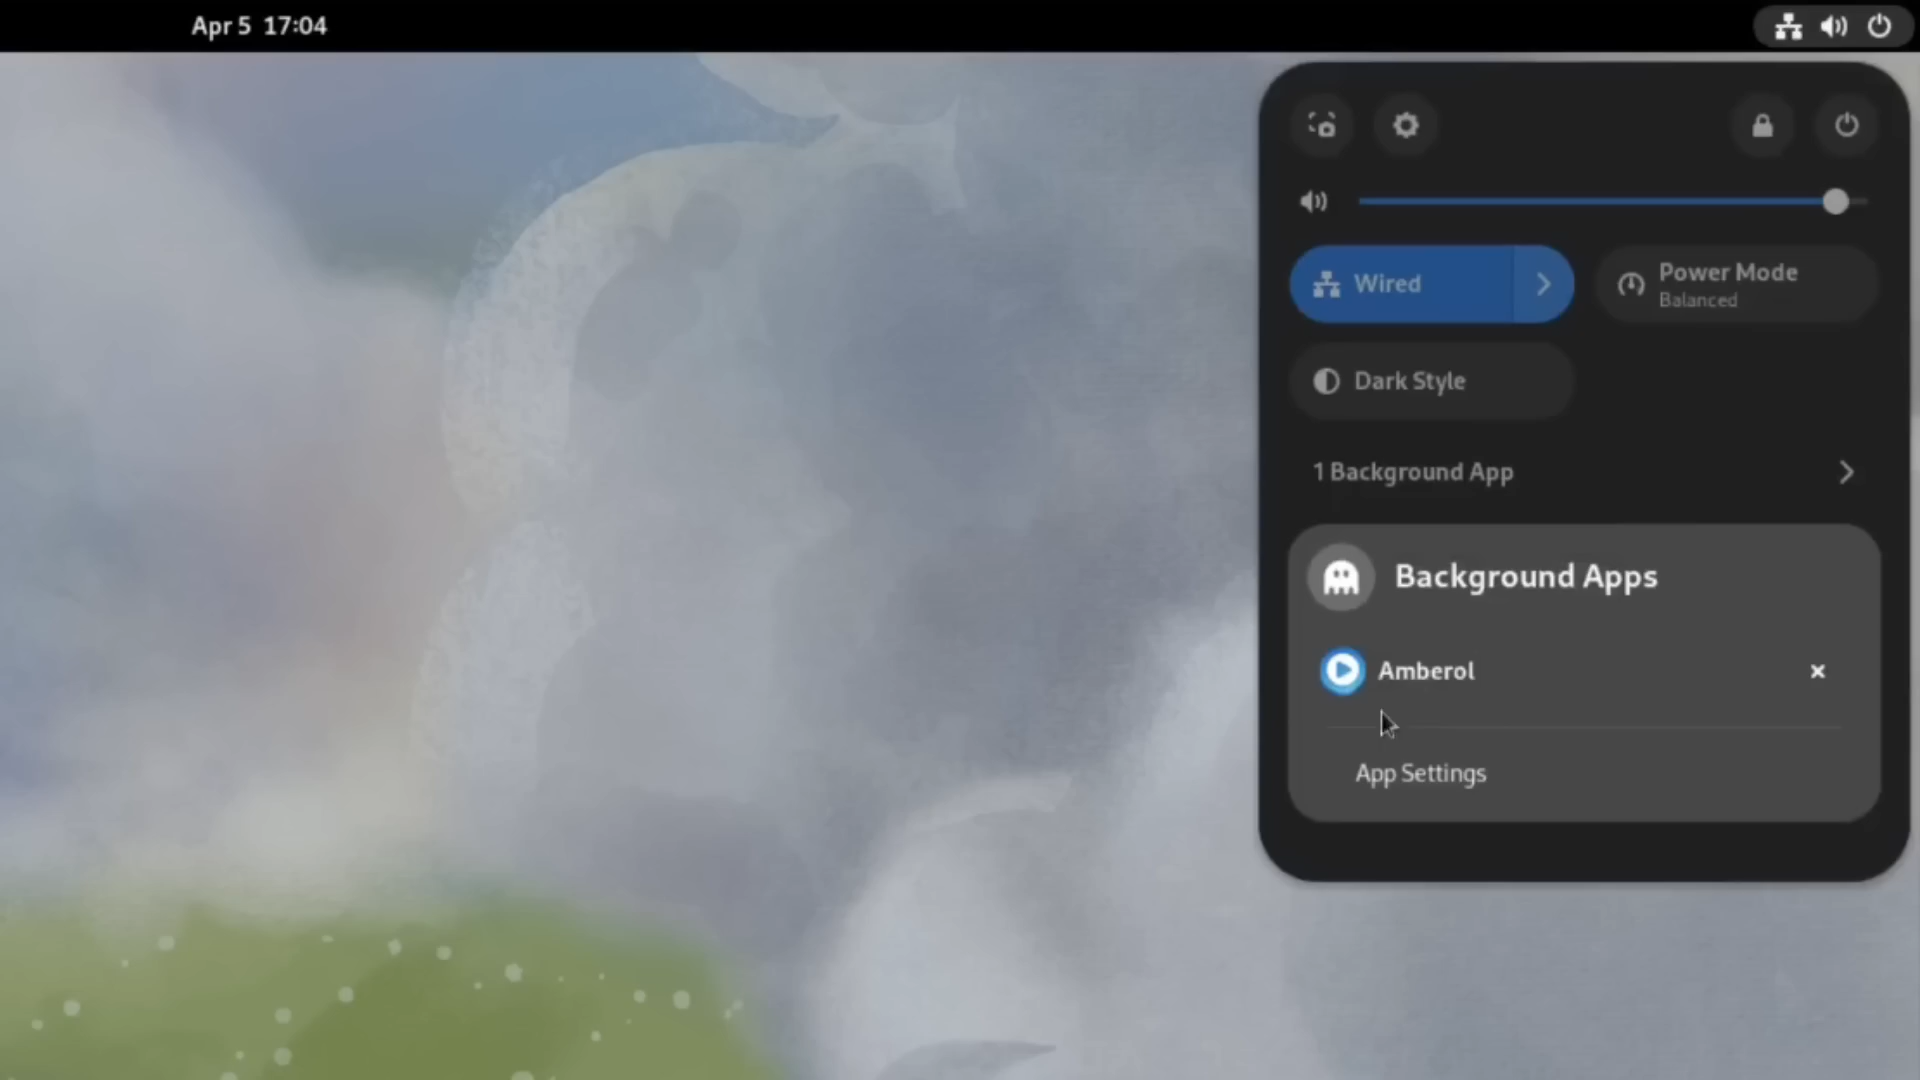 Apr 5 17:04
Wired
Power Mode
Balanced
Dark Style
1 Background App
Background Apps
Amberol
App Settings